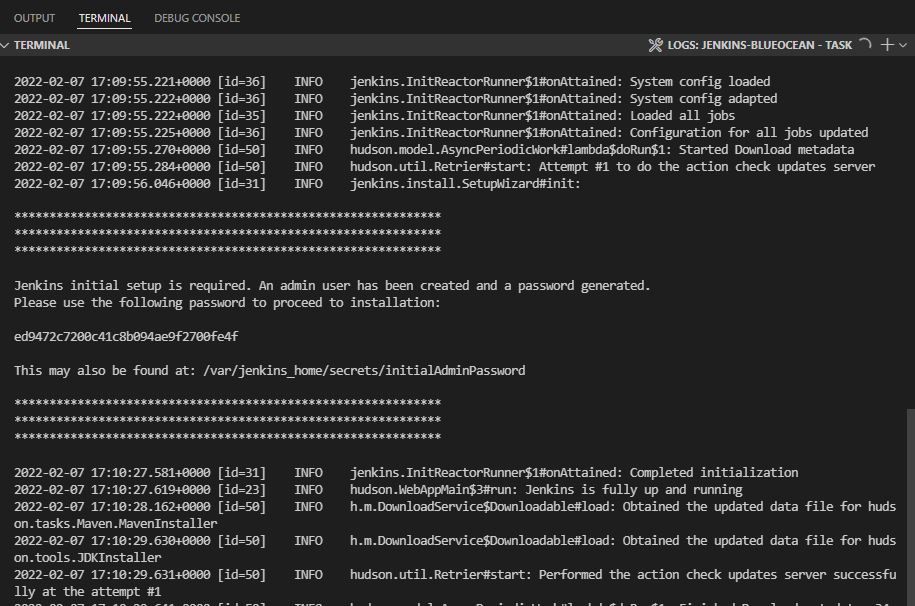 OUTPUT TERMINAL DEBUG CONSOLE
TERMINAL LOGS: JENKINS-BLUEOCEAN - TASK
2022-02-07 17:09:55.221+0000 [id=36] INFO jenkins.InitReactorRunner$1#onAttained: System config loaded
2022-02-07 17:09:55.222+0000 [id=36] INFO jenkins.InitReactorRunner$1#onAttained: System config adapted
2022-02-07 17:09:55.222+0000 [id=35] INFO jenkins.InitReactorRunner$1#onAttained: Loaded all jobs
2022-02-07 17:09:55.225+0000 [id=36] INFO jenkins.InitReactorRunner$1#onAttained: Configuration for all jobs updated
2022-02-07 17:09:55.270+0000 [id=50] INFO hudson.model.AsyncPeriodicWork#lambda$doRun$1: Started Download metadata
2022-02-07 17:09:55.284+0000 [id=50] INFO hudson.util.Retrier#start: Attempt #1 to do the action check updates server
2022-02-07 17:09:56.046+0000 [id=31] INFO jenkins.install.SetupWizard#init:
*************************************************************
*************************************************************
*************************************************************
Jenkins initial setup is required. An admin user has been created and a password generated.
Please use the following password to proceed to installation:
ed9472c7200c41c8b094ae9f2700fe4f
This may also be found at: /var/jenkins_home/secrets/initialAdminPassword
*************************************************************
*************************************************************
*************************************************************
2022-02-07 17:10:27.581+0000 [id=31] INFO jenkins.InitReactorRunner$1#onAttained: Completed initialization
2022-02-07 17:10:27.619+0000 [id=23] INFO hudson.WebAppMain$3#run: Jenkins is fully up and running
2022-02-07 17:10:28.162+0000 [id=50] INFO h.m.DownloadService$Downloadable#load: Obtained the updated data file for huds
on.tasks.Maven.MavenInstaller
2022-02-07 17:10:29.630+0000 [id=50] INFO h.m.DownloadService$Downloadable#load: Obtained the updated data file for huds
on.tools.JDKInstaller
2022-02-07 17:10:29.631+0000 [id=50] INFO hudson.util.Retrier#start: Performed the action check updates server successfu
lly at the attempt #1